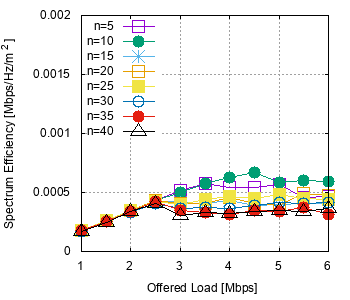 0.002
0.0015
0.001
0.0005
0
Spectrum Efficiency [Mbps/Hz/m²]
n=5
n=10
n=15
n=20
n=25
n=30
n=35
n=40
1 2 3 4 5 6
Offered Load [Mbps]